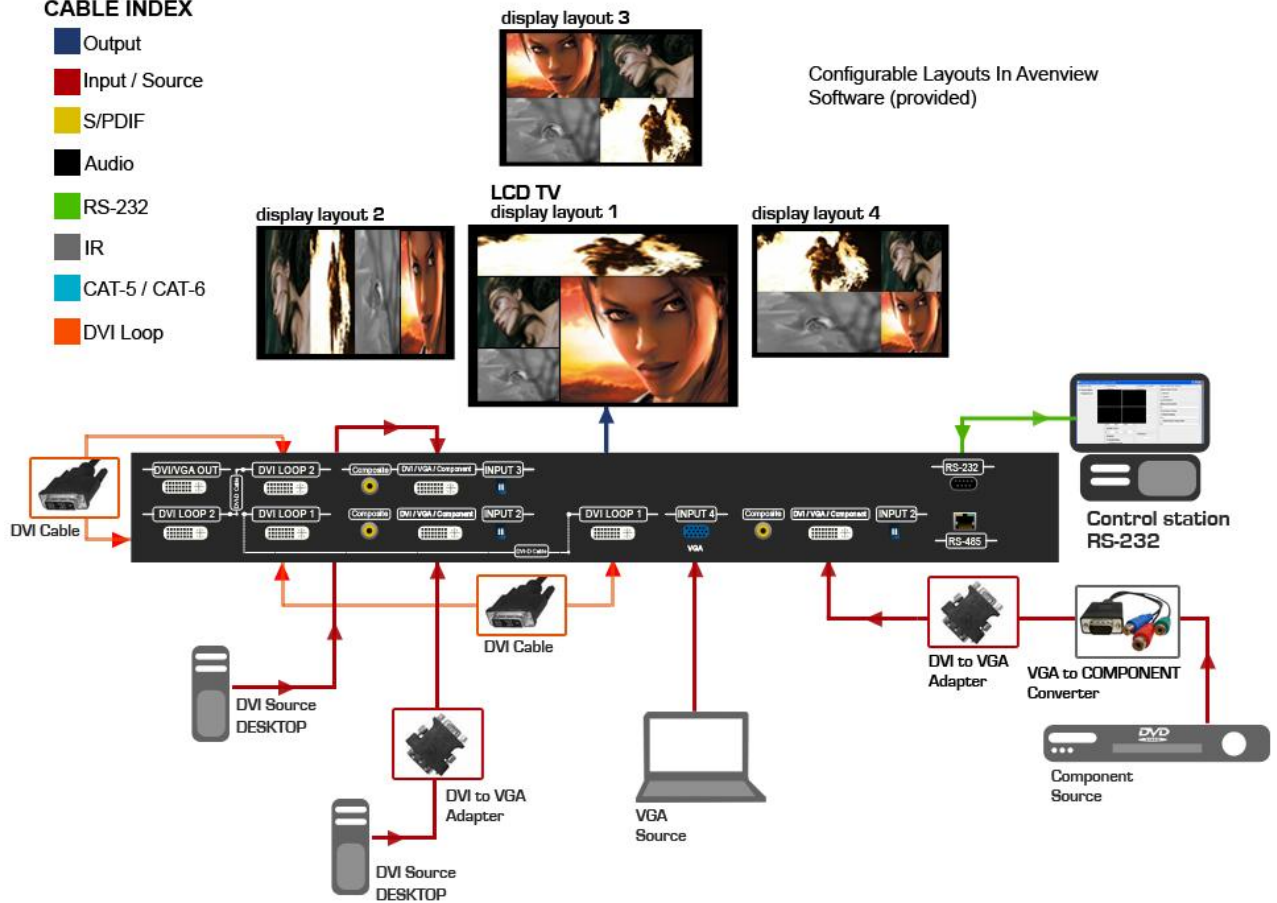 CABLE INDEX
Output
Input / Source
S/PDIF
Audio
RS-232
IR
CAT-5 / CAT-6
DVI Loop
display layout 3
Configurable Layouts In Avenview
Software (provided)
display layout 2
LCD TV
display layout 1
display layout 4
DVI/VGA OUT
DVI LOOP 2
Composite
DVI / VGA / Component
INPUT 3
RS-232
DVI-D Cable
DVI LOOP 2
DVI LOOP 1
Composite
DVI / VGA / Component
INPUT 2
DVI LOOP 1
INPUT 4
VGA
Composite
DVI / VGA / Component
INPUT 2
RS-485
DVI-D Cable
DVI Cable
Control station
RS-232
DVI Cable
DVI Source
DESKTOP
DVI to VGA
Adapter
DVI Source
DESKTOP
VGA
Source
DVI to VGA
Adapter
VGA to COMPONENT
Converter
DVD
Component
Source